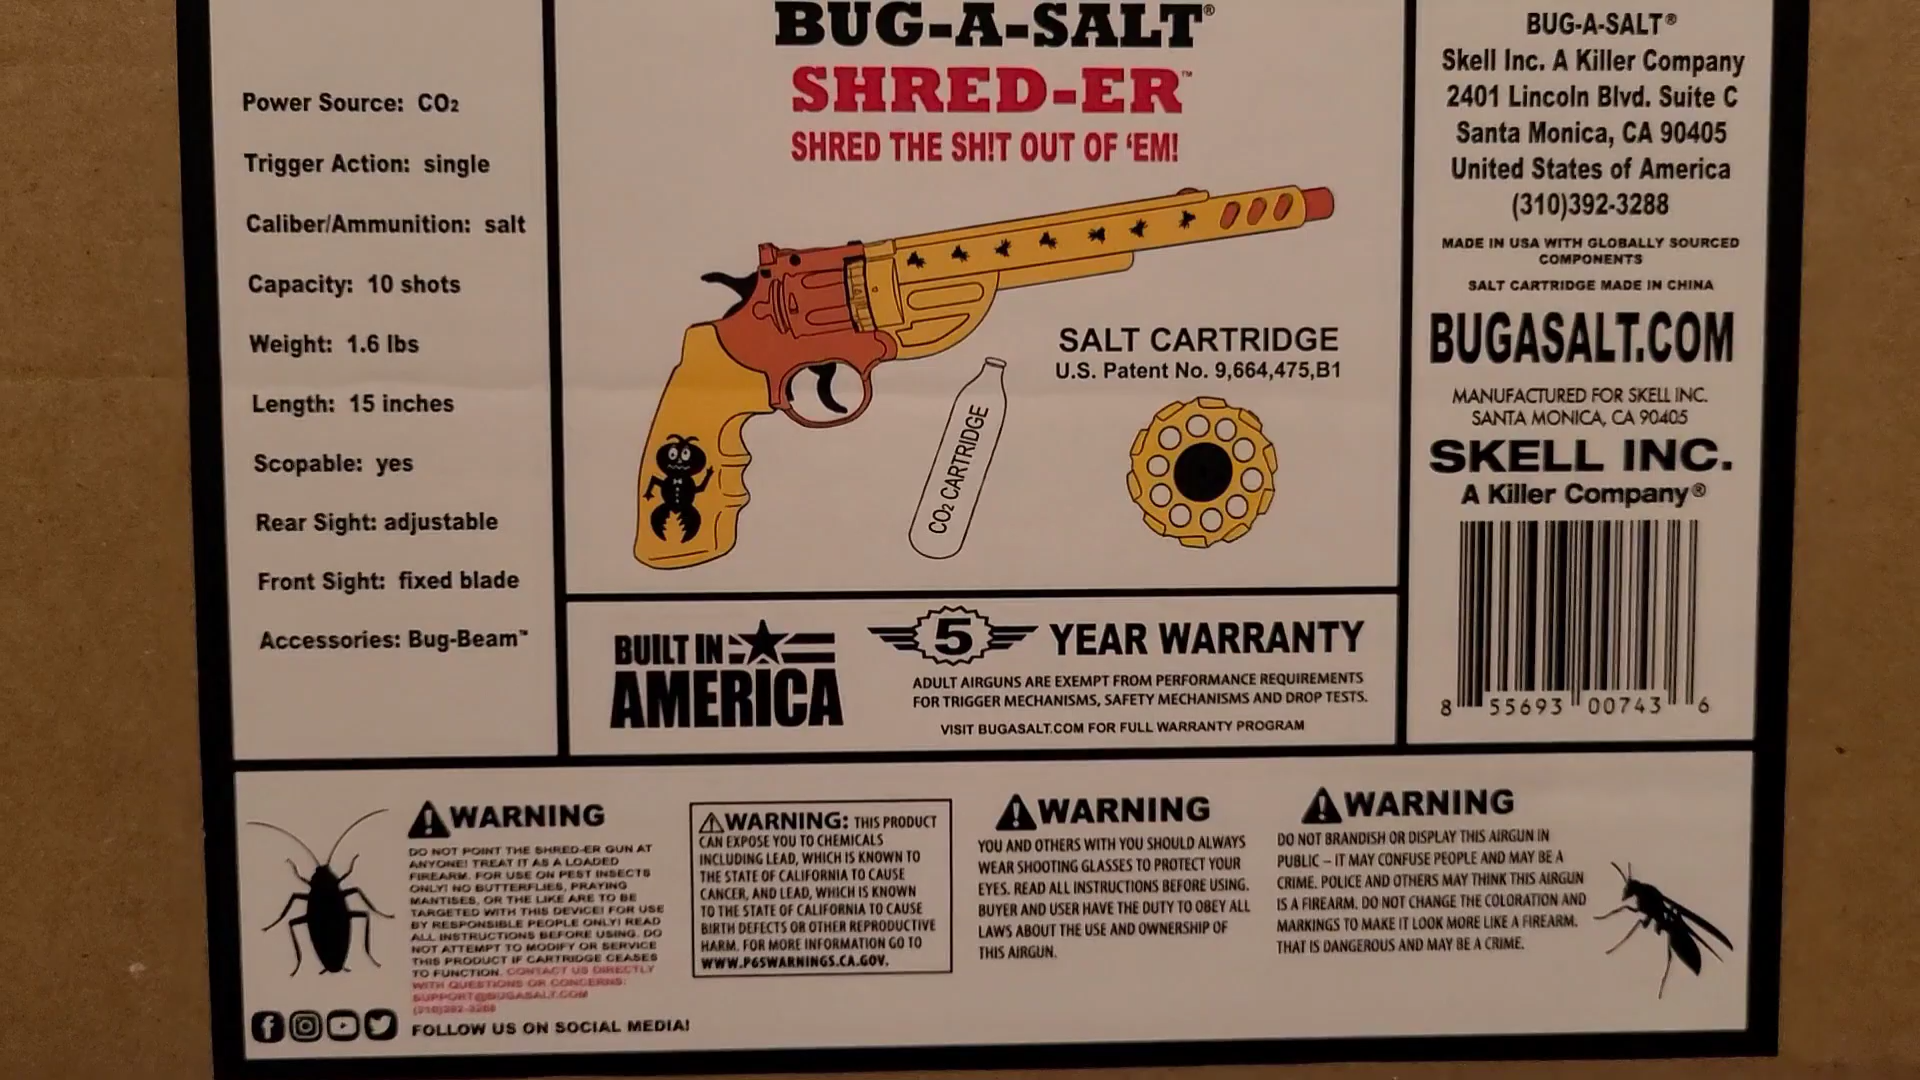 Power Source: CO₂
Trigger Action: single
Caliber/Ammunition: salt
Capacity: 10 shots
Weight: 1.6 lbs
Length: 15 inches
Scopable: yes
Rear Sight: adjustable
Front Sight: fixed blade
Accessories: Bug-Beam™
BUG-A-SALT®
SHRED-ER™
SHRED THE SH!T OUT OF ‘EM!
SALT CARTRIDGE
U.S. Patent No. 9,664,475,B1
CO₂ CARTRIDGE
BUILT IN
AMERICA
5 YEAR WARRANTY
ADULT AIRGUNS ARE EXEMPT FROM PERFORMANCE REQUIREMENTS
FOR TRIGGER MECHANISMS, SAFETY MECHANISMS AND DROP TESTS.
VISIT BUGASALT.COM FOR FULL WARRANTY PROGRAM
BUG-A-SALT®
Skell Inc. A Killer Company
2401 Lincoln Blvd. Suite C
Santa Monica, CA 90405
United States of America
(310)392-3288
MADE IN USA WITH GLOBALLY SOURCED
COMPONENTS
SALT CARTRIDGE MADE IN CHINA
BUGASALT.COM
MANUFACTURED FOR SKELL INC.
SANTA MONICA, CA 90405
SKELL INC.
A Killer Company®
8 55693 00743 6
WARNING
DO NOT POINT THE SHRED-ER GUN AT
ANYONE! TREAT IT AS A LOADED
FIREARM. FOR USE ON PEST INSECTS
ONLY! NO BUTTERFLIES, PRAYING
MANTISES, OR THE LIKE ARE TO BE
TARGETED WITH THIS DEVICE! FOR USE
BY RESPONSIBLE PEOPLE ONLY! READ
ALL INSTRUCTIONS BEFORE USING. DO
NOT ATTEMPT TO MODIFY OR SERVICE
THIS PRODUCT IF CARTRIDGE CEASES
TO FUNCTION. CONTACT US DIRECTLY
WITH QUESTIONS OR CONCERNS:
SUPPORT@BUGASALT.COM
(310)392-3288
FOLLOW US ON SOCIAL MEDIA!
WARNING: THIS PRODUCT
CAN EXPOSE YOU TO CHEMICALS
INCLUDING LEAD, WHICH IS KNOWN TO
THE STATE OF CALIFORNIA TO CAUSE
CANCER, AND LEAD, WHICH IS KNOWN
TO THE STATE OF CALIFORNIA TO CAUSE
BIRTH DEFECTS OR OTHER REPRODUCTIVE
HARM. FOR MORE INFORMATION GO TO
WWW.P65WARNINGS.CA.GOV.
WARNING
YOU AND OTHERS WITH YOU SHOULD ALWAYS
WEAR SHOOTING GLASSES TO PROTECT YOUR
EYES. READ ALL INSTRUCTIONS BEFORE USING.
BUYER AND USER HAVE THE DUTY TO OBEY ALL
LAWS ABOUT THE USE AND OWNERSHIP OF
THIS AIRGUN.
WARNING
DO NOT BRANDISH OR DISPLAY THIS AIRGUN IN
PUBLIC – IT MAY CONFUSE PEOPLE AND MAY BE A
CRIME. POLICE AND OTHERS MAY THINK THIS AIRGUN
IS A FIREARM. DO NOT CHANGE THE COLORATION AND
MARKINGS TO MAKE IT LOOK MORE LIKE A FIREARM.
THAT IS DANGEROUS AND MAY BE A CRIME.